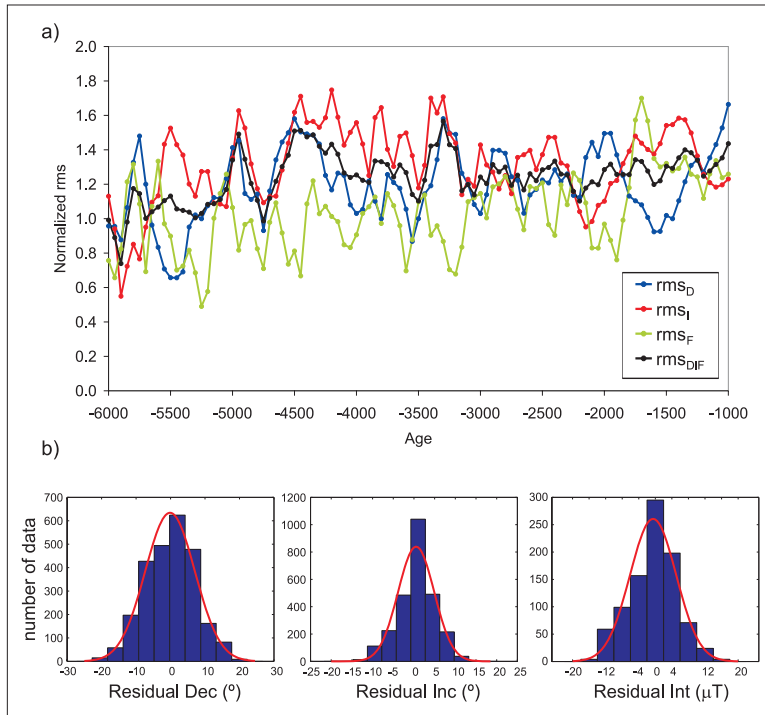 a)
2.0
1.8
1.6
1.4
1.2
1.0
0.8
0.6
0.4
0.2
0.0
Normalized rms
-6000 -5500 -5000 -4500 -4000 -3500 -3000 -2500 -2000 -1500 -1000
Age
rmsD
rmsI
rmsF
rmsDIF
b)
number of data
700
600
500
400
300
200
100
0
-30 -20 -10 0 10 20 30
Residual Dec (º)
1200
1000
800
600
400
200
0
-25 -20 -15 -10 -5 0 5 10 15 20 25
Residual Inc (º)
300
250
200
150
100
50
0
-20 -12 -4 0 4 12 20
Residual Int (μT)